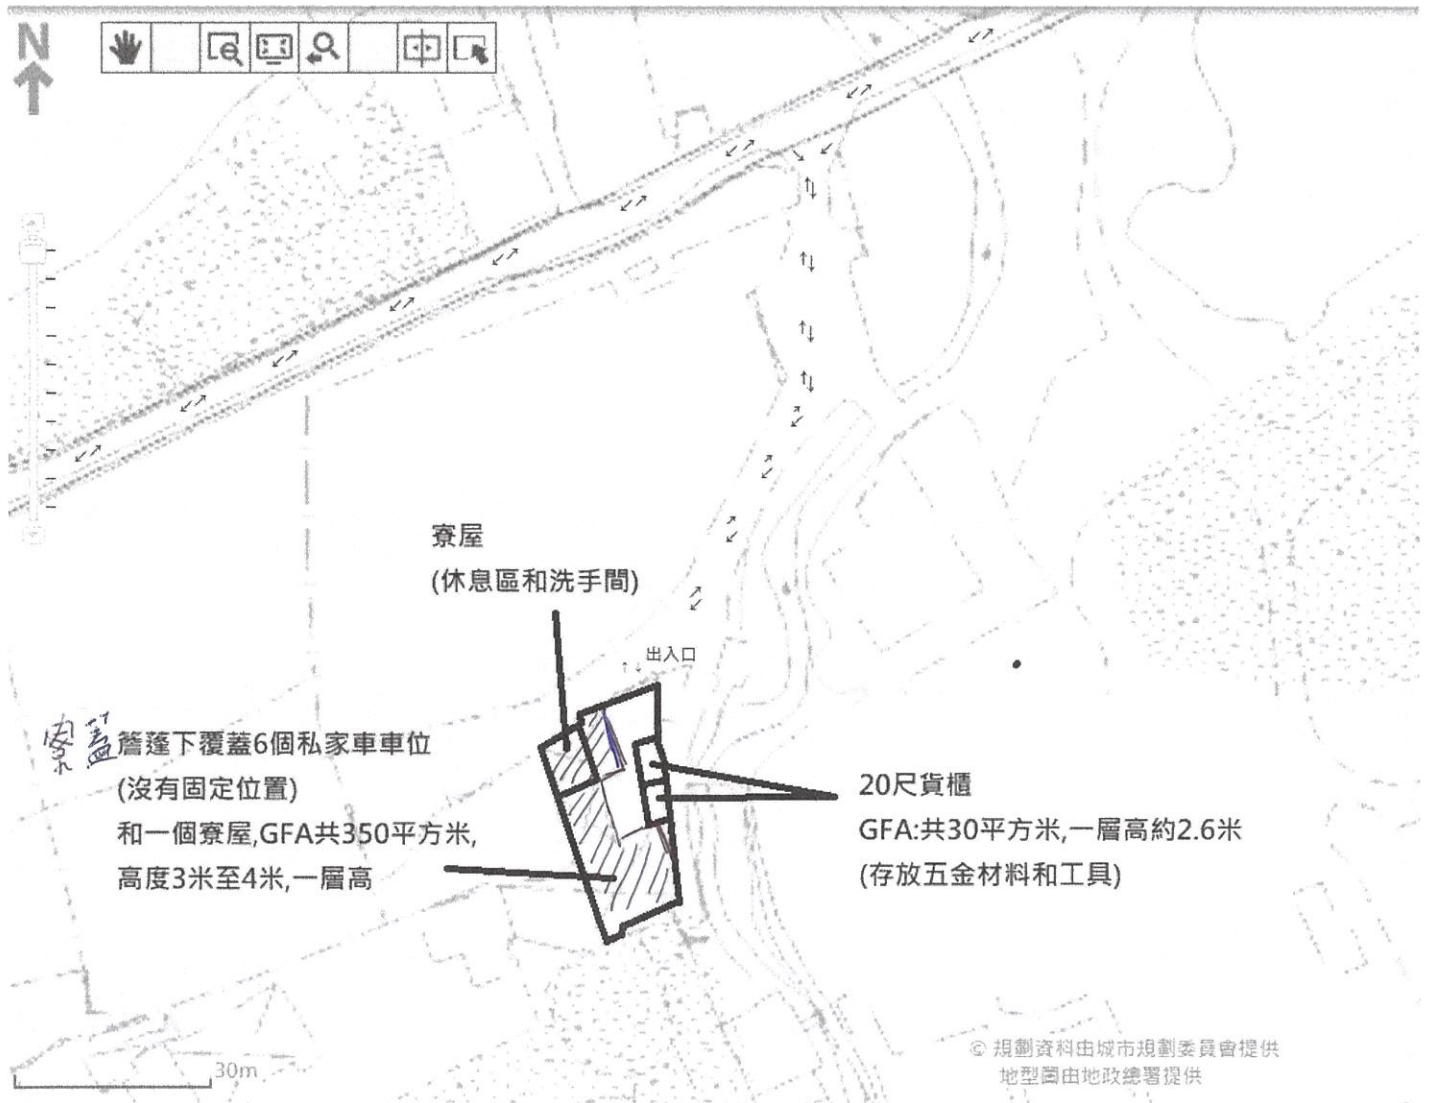 N
寮屋
(休息區和洗手間)
出入口
寮蓋
簷蓬下覆蓋6個私家車車位
(沒有固定位置)
和一個寮屋,GFA共350平方米,
高度3米至4米,一層高
20尺貨櫃
GFA:共30平方米,一層高約2.6米
(存放五金材料和工具)
30m
© 規劃資料由城市規劃委員會提供
地型圖由地政總署提供